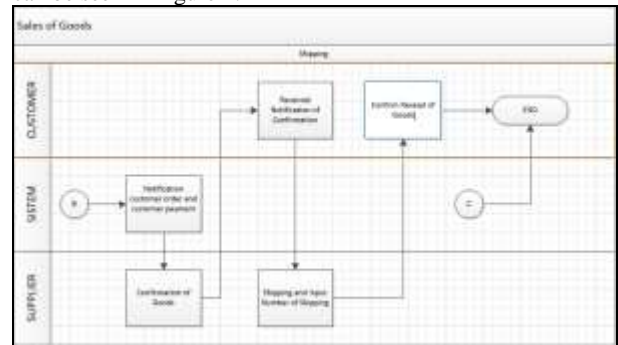 Sales of Goods
Shipping
CUSTOMER
Received
Notification of
Confirmation
Confirm Receipt of
Goods
END
SISTEM
Notification
customer order and
customer payment
SUPPLIER
Confirmation of
Goods
Shipping and Input
Number of Shipping